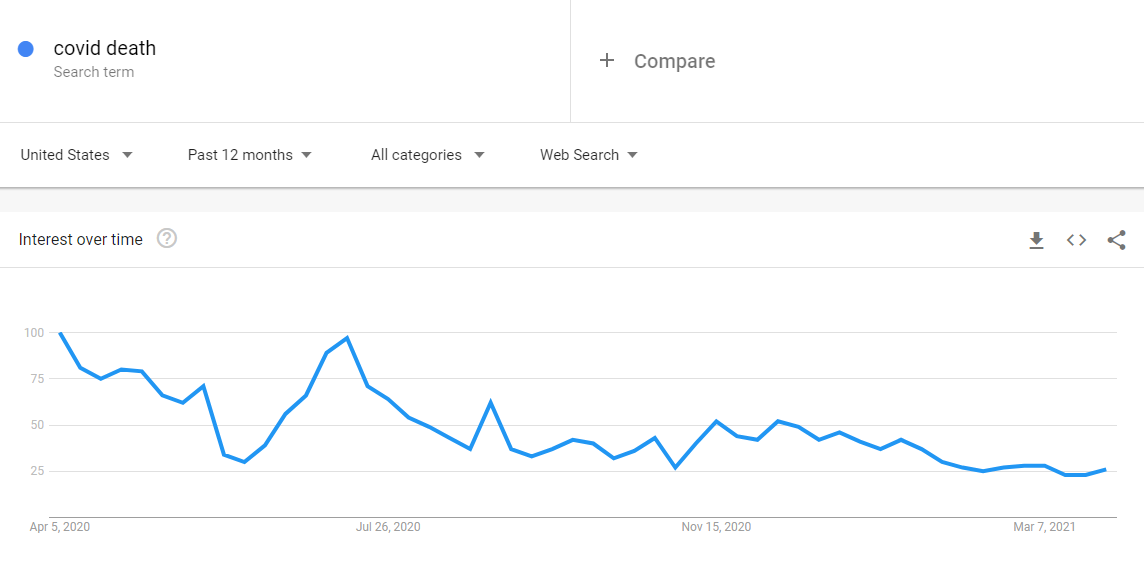 covid death
Search term
+ Compare
United States
Past 12 months
All categories
Web Search
Interest over time ?
100
75
50
25
Apr 5, 2020
Jul 26, 2020
Nov 15, 2020
Mar 7, 2021